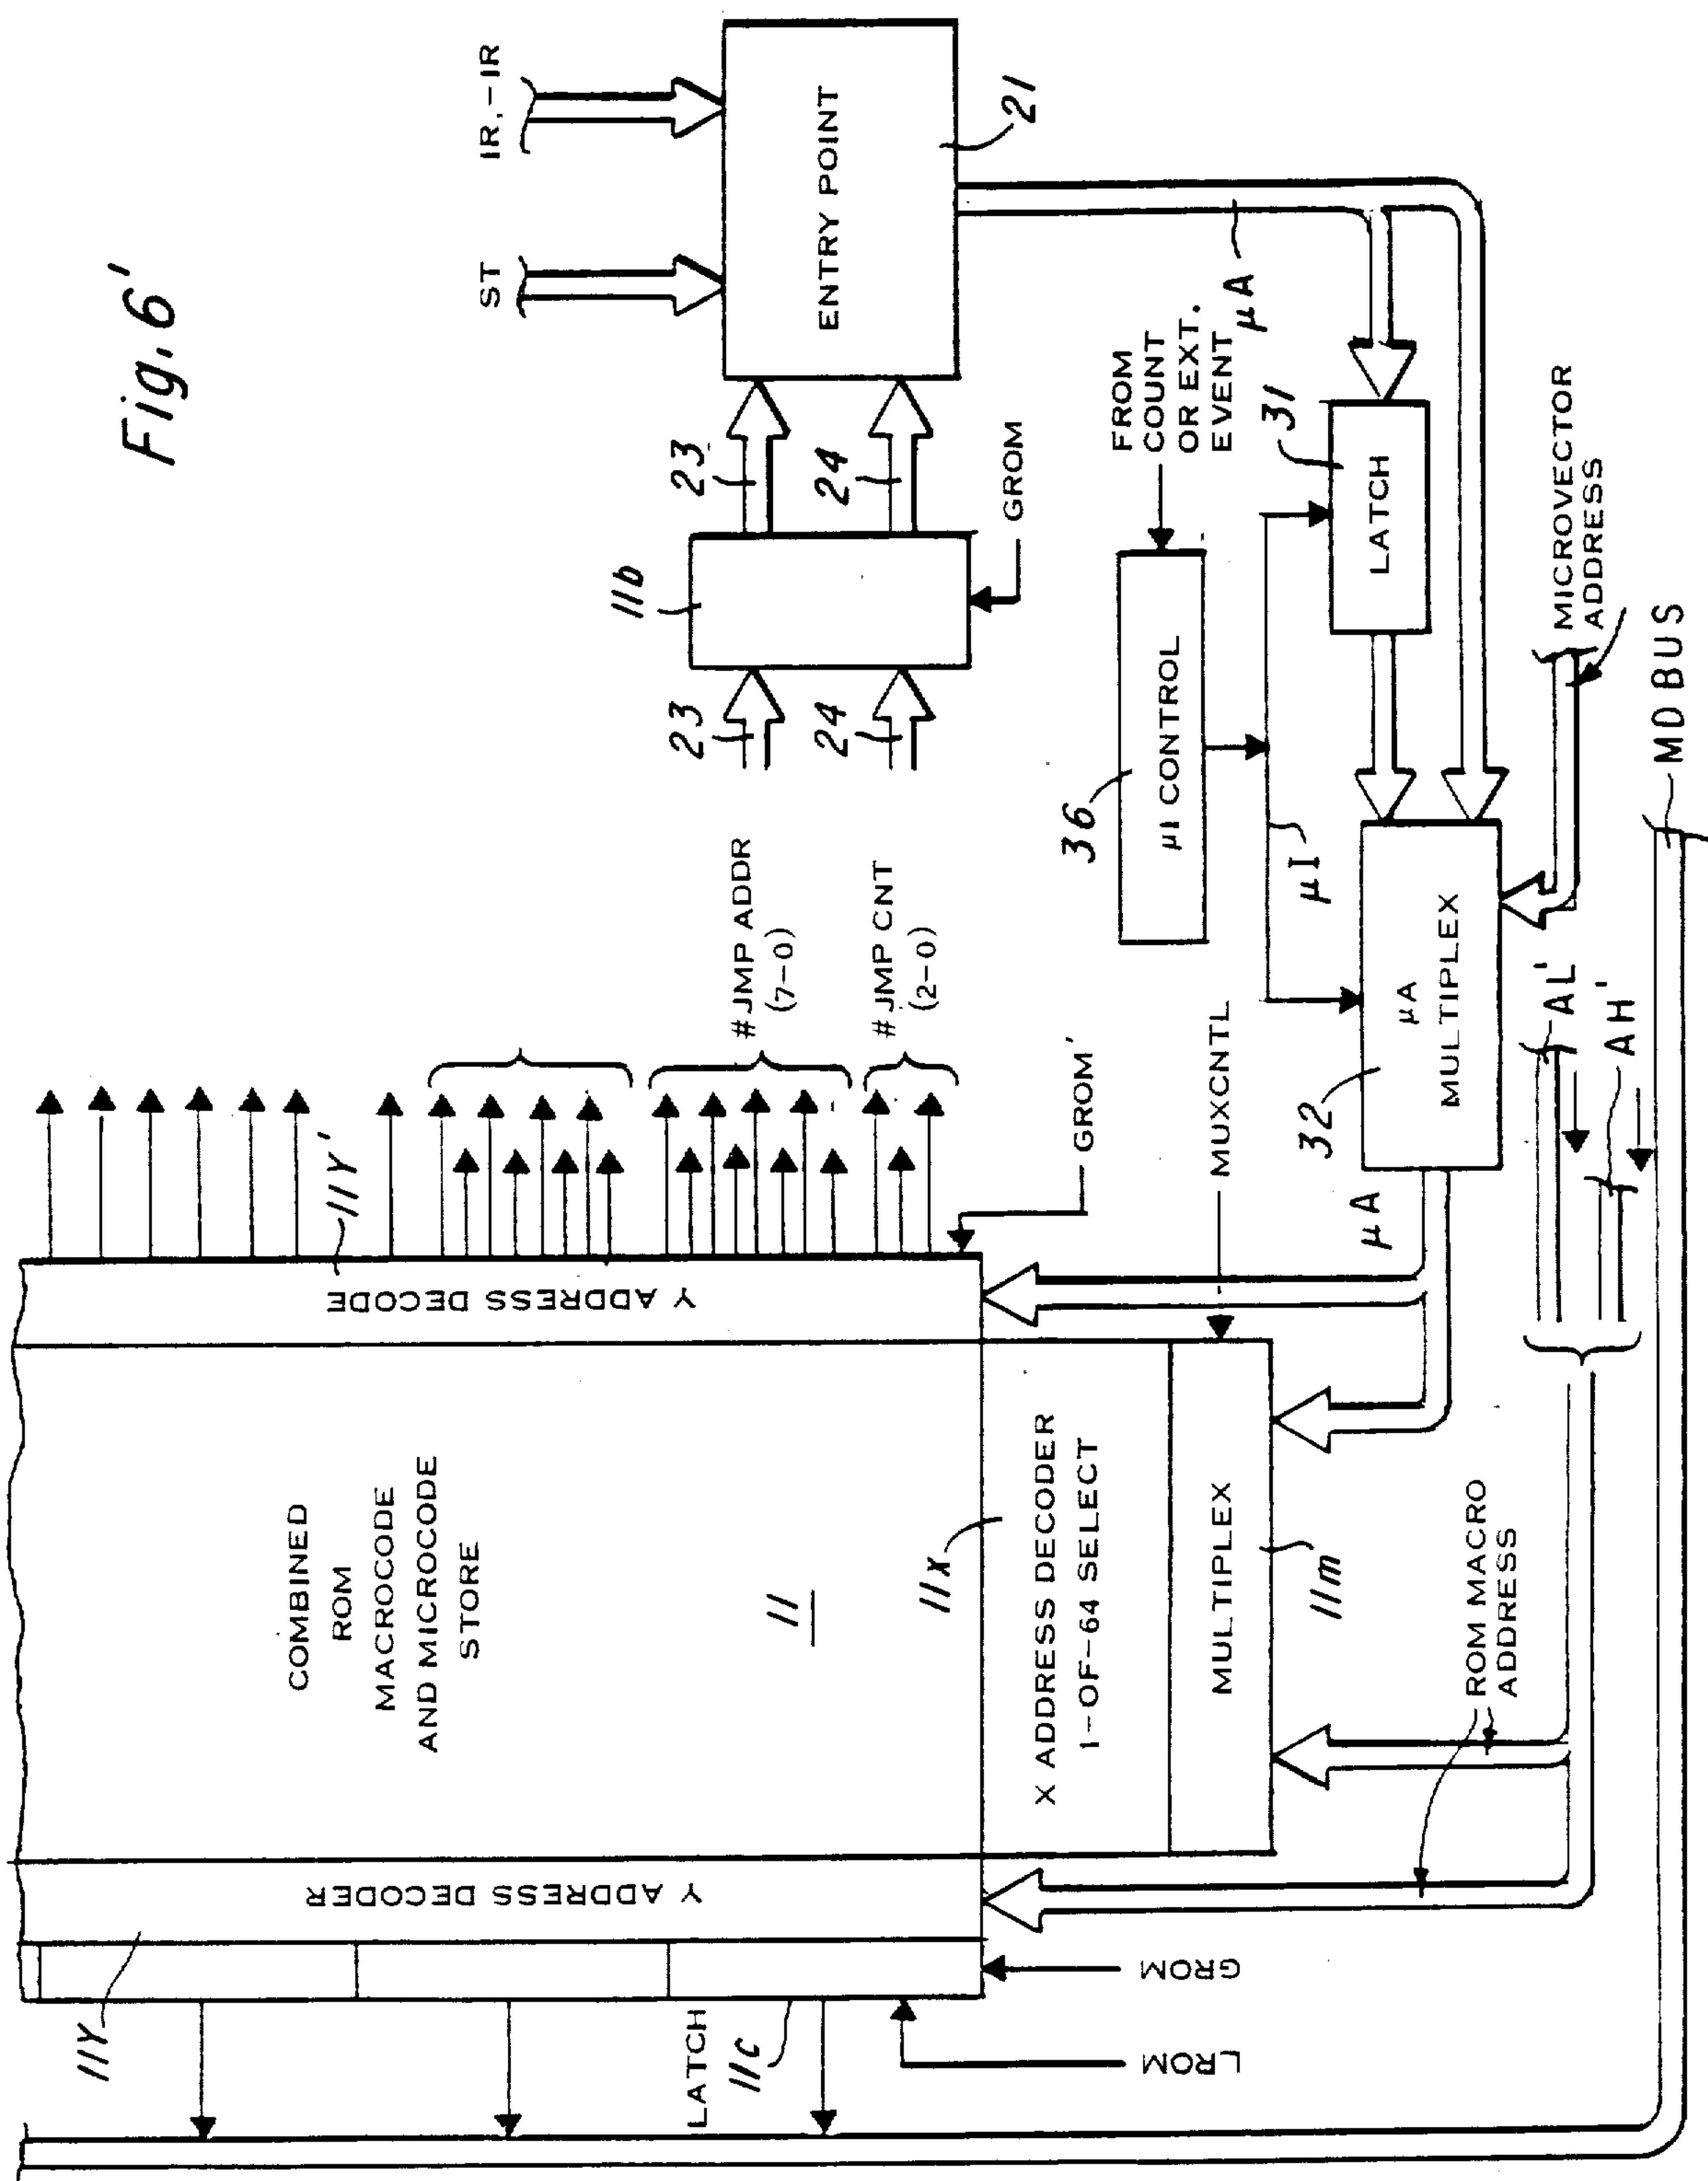 Fig. 6'
IR, -IR
ST
ENTRY POINT
21
23
24
11b
GROM
23
24
μA
FROM
COUNT
OR EXT.
EVENT
31
LATCH
36
μI CONTROL
μI
MICROVECTOR
ADDRESS
MD BUS
32
μA
MULTIPLEX
μA
AL'
AH'
#JMP ADDR
(7-0)
#JMP CNT
(2-0)
GROM'
MUXCNTL
11Y'
Y ADDRESS DECODE
COMBINED
ROM
MACROCODE
AND MICROCODE
STORE
11
11X
X ADDRESS DECODER
1-OF-64 SELECT
MULTIPLEX
11m
ROM MACRO
ADDRESS
Y ADDRESS DECODER
11Y
LATCH
11c
GROM
LROM